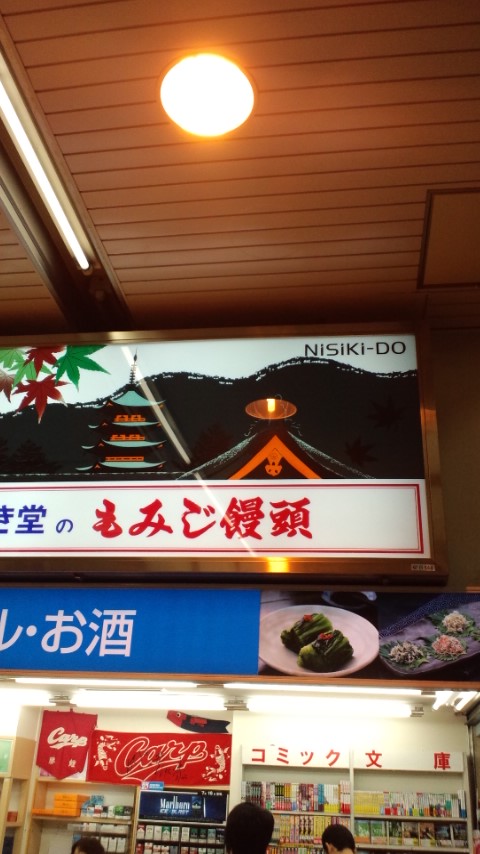 NiSiKi-DO
き堂の もみじ饅頭
ル・お酒
Carp
Carp
コミック 文 庫
Marlboro